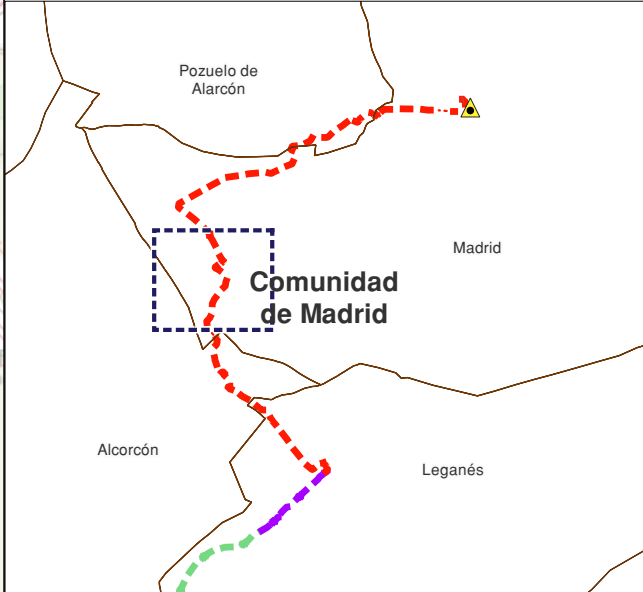 Pozuelo de
Alarcón
Madrid
Comunidad
de Madrid
Alcorcón
Leganés